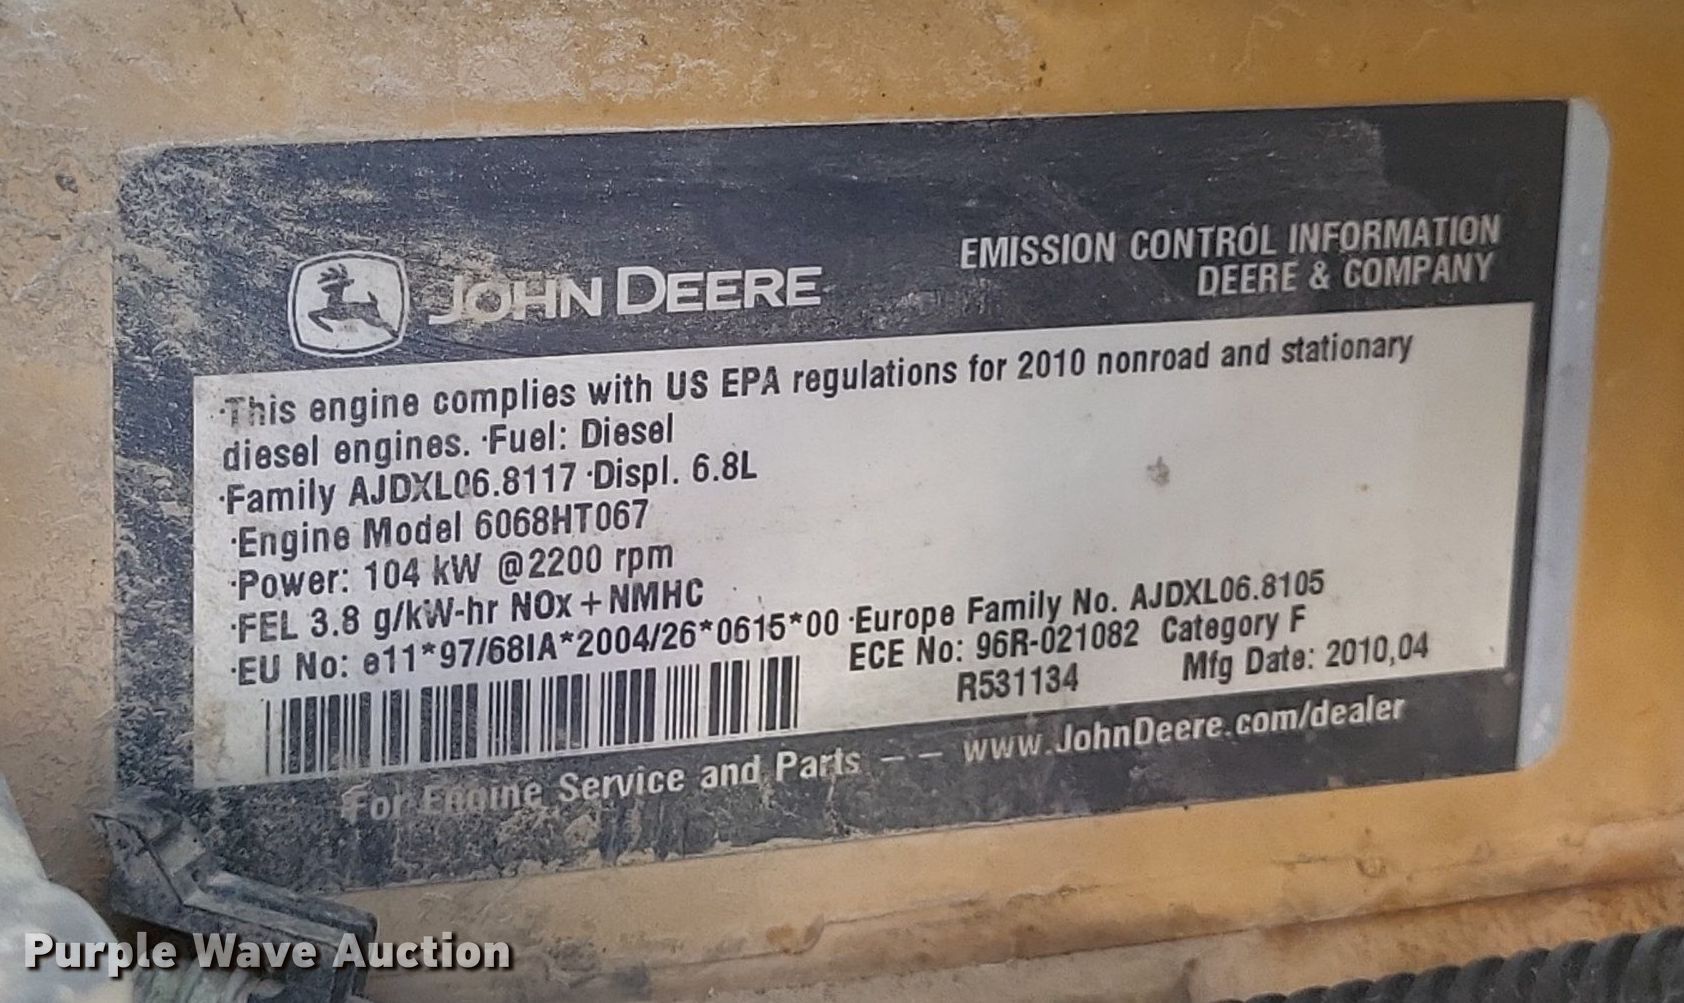 JOHN DEERE
EMISSION CONTROL INFORMATION
DEERE & COMPANY
·This engine complies with US EPA regulations for 2010 nonroad and stationary
diesel engines. ·Fuel: Diesel
·Family AJDXL06.8117 ·Displ. 6.8L
·Engine Model 6068HT067
·Power: 104 kW @2200 rpm
·FEL 3.8 g/kW-hr NOx + NMHC
·EU No: e11*97/68IA*2004/26*0615*00 ·Europe Family No. AJDXL06.8105
ECE No: 96R-021082 Category F
R531134 Mfg Date: 2010,04
For Engine Service and Parts -- www.JohnDeere.com/dealer
Purple Wave Auction